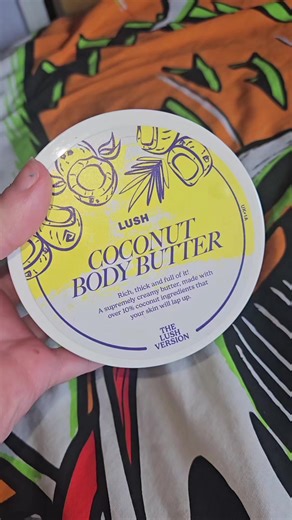 LUSH
COCONUT
BODY BUTTER
Rich, thick and full of it!
A supremely creamy butter, made with
over 10% coconut ingredients that
your skin will lap up.
THE
LUSH
VERSION